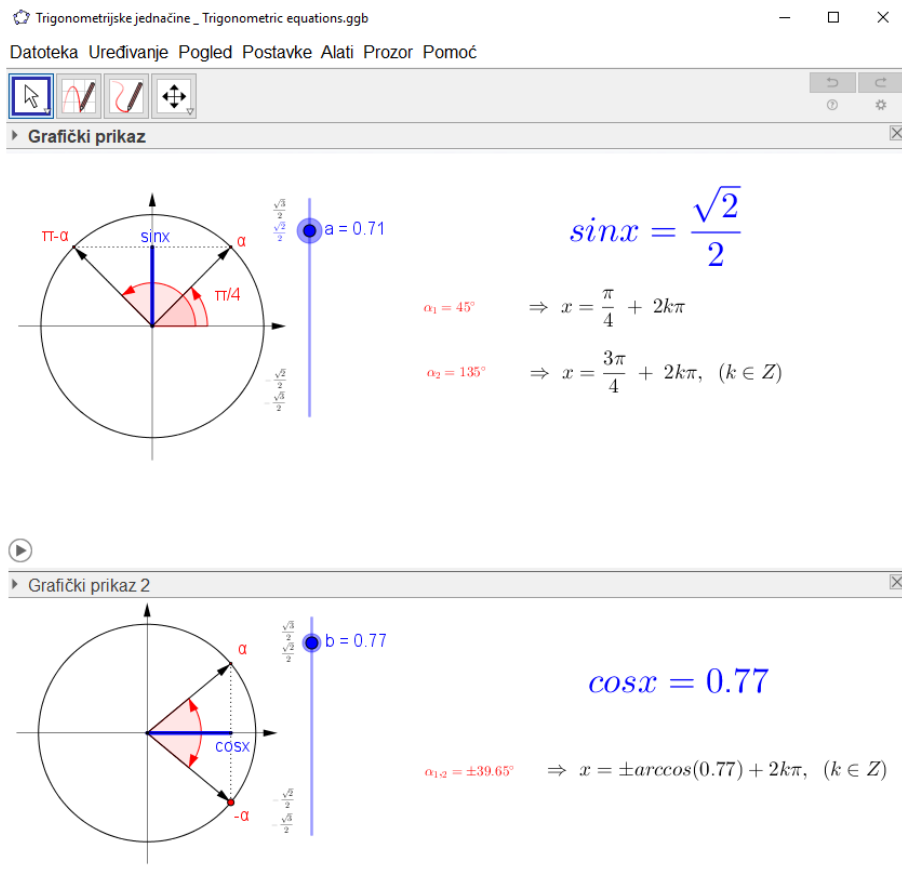 Trigonometrijske jednačine _ Trigonometric equations.ggb
Datoteka Uređivanje Pogled Postavke Alati Prozor Pomoć
Grafički prikaz
π-α
sinx
α
π/4
√3/2
√2/2
a = 0.71
-√2/2
-√3/2
sinx = √2/2
α₁ = 45° ⇒ x = π/4 + 2kπ
α₂ = 135° ⇒ x = 3π/4 + 2kπ, (k ∈ Z)
Grafički prikaz 2
α
cosx
-α
√3/2
√2/2
b = 0.77
-√2/2
-√3/2
cosx = 0.77
α₁,₂ = ±39.65° ⇒ x = ±arccos(0.77) + 2kπ, (k ∈ Z)